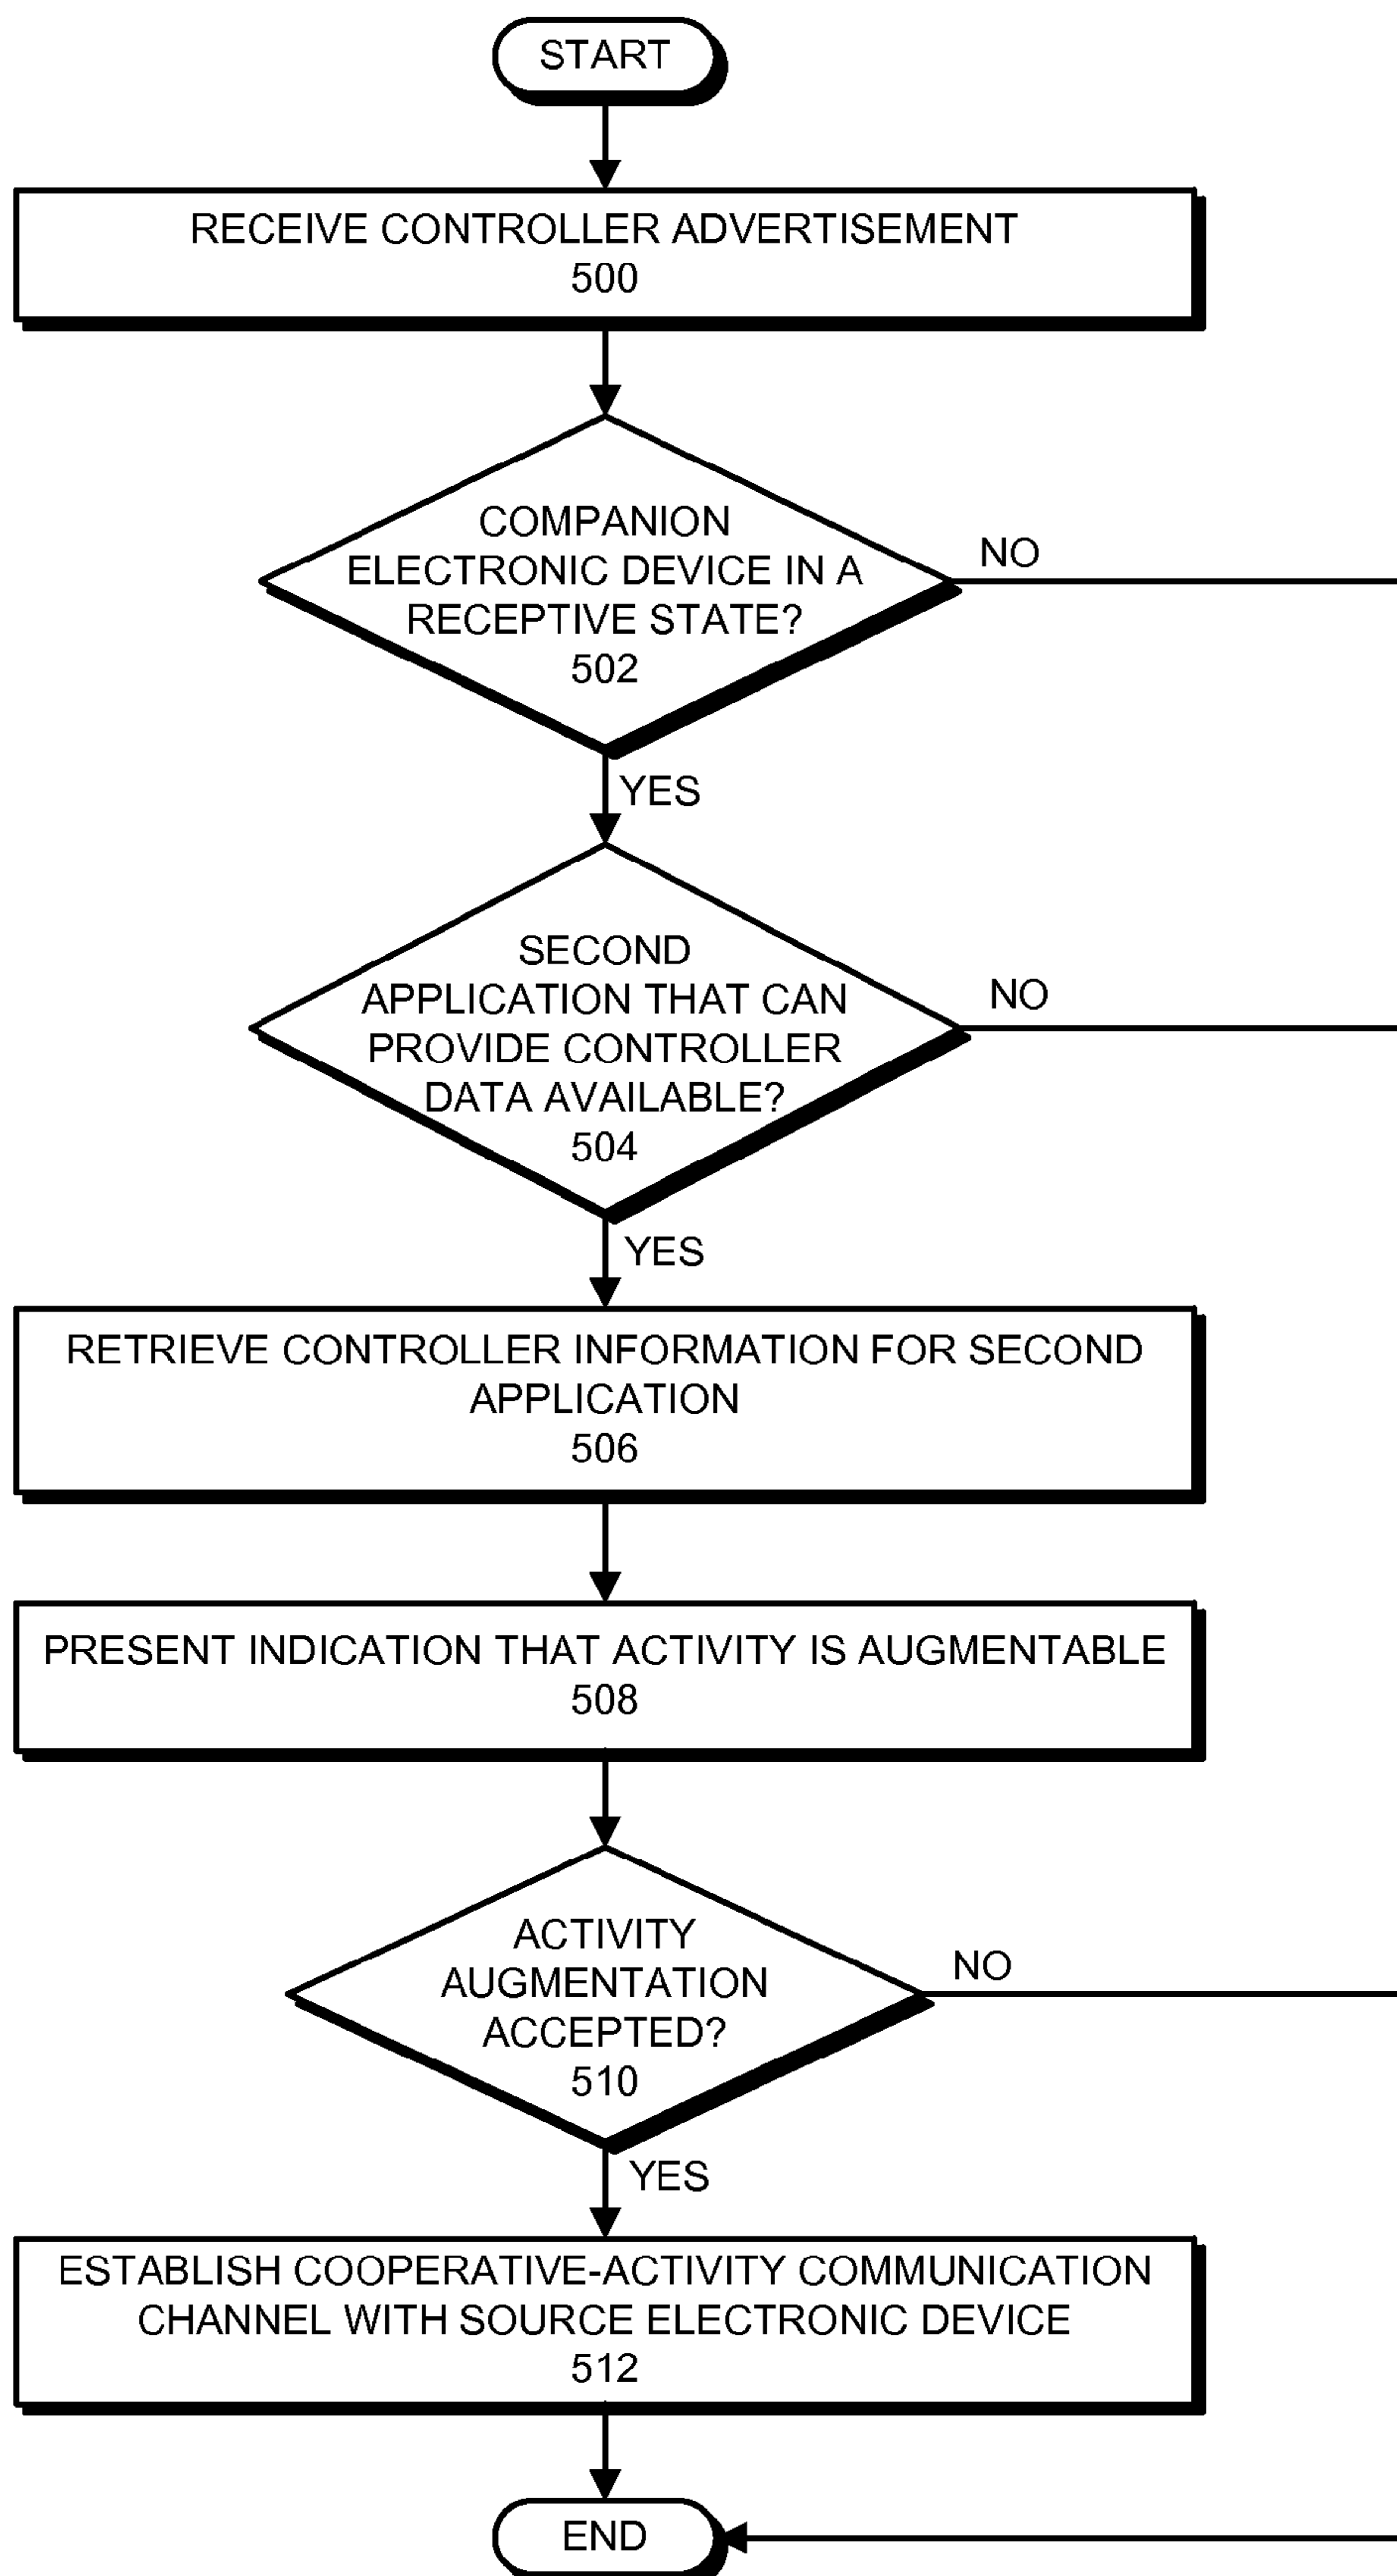 START
RECEIVE CONTROLLER ADVERTISEMENT
500
COMPANION
ELECTRONIC DEVICE IN A
RECEPTIVE STATE?
502
NO
YES
SECOND
APPLICATION THAT CAN
PROVIDE CONTROLLER
DATA AVAILABLE?
504
NO
YES
RETRIEVE CONTROLLER INFORMATION FOR SECOND
APPLICATION
506
PRESENT INDICATION THAT ACTIVITY IS AUGMENTABLE
508
ACTIVITY
AUGMENTATION
ACCEPTED?
510
NO
YES
ESTABLISH COOPERATIVE-ACTIVITY COMMUNICATION
CHANNEL WITH SOURCE ELECTRONIC DEVICE
512
END